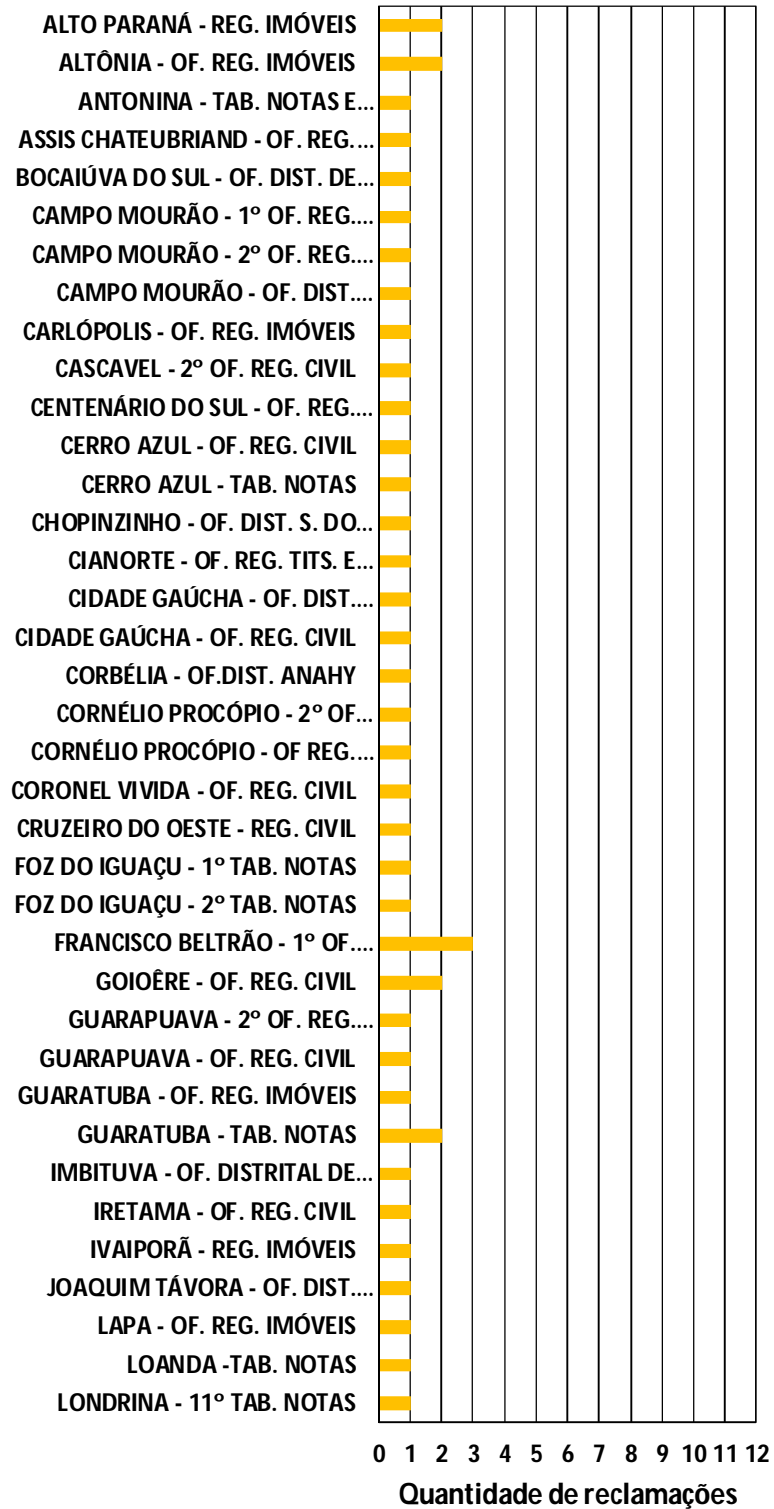 ALTO PARANÁ - REG. IMÓVEIS
ALTÔNIA - OF. REG. IMÓVEIS
ANTONINA - TAB. NOTAS E...
ASSIS CHATEUBRIAND - OF. REG....
BOCAIÚVA DO SUL - OF. DIST. DE...
CAMPO MOURÃO - 1º OF. REG....
CAMPO MOURÃO - 2º OF. REG....
CAMPO MOURÃO - OF. DIST....
CARLÓPOLIS - OF. REG. IMÓVEIS
CASCAVEL - 2º OF. REG. CIVIL
CENTENÁRIO DO SUL - OF. REG....
CERRO AZUL - OF. REG. CIVIL
CERRO AZUL - TAB. NOTAS
CHOPINZINHO - OF. DIST. S. DO...
CIANORTE - OF. REG. TITS. E...
CIDADE GAÚCHA - OF. DIST....
CIDADE GAÚCHA - OF. REG. CIVIL
CORBÉLIA - OF.DIST. ANAHY
CORNÉLIO PROCÓPIO - 2º OF...
CORNÉLIO PROCÓPIO - OF REG....
CORONEL VIVIDA - OF. REG. CIVIL
CRUZEIRO DO OESTE - REG. CIVIL
FOZ DO IGUAÇU - 1º TAB. NOTAS
FOZ DO IGUAÇU - 2º TAB. NOTAS
FRANCISCO BELTRÃO - 1º OF....
GOIOÊRE - OF. REG. CIVIL
GUARAPUAVA - 2º OF. REG....
GUARAPUAVA - OF. REG. CIVIL
GUARATUBA - OF. REG. IMÓVEIS
GUARATUBA - TAB. NOTAS
IMBITUVA - OF. DISTRITAL DE...
IRETAMA - OF. REG. CIVIL
IVAIPORÃ - REG. IMÓVEIS
JOAQUIM TÁVORA - OF. DIST....
LAPA - OF. REG. IMÓVEIS
LOANDA -TAB. NOTAS
LONDRINA - 11º TAB. NOTAS
0 1 2 3 4 5 6 7 8 9 10 11 12
Quantidade de reclamações